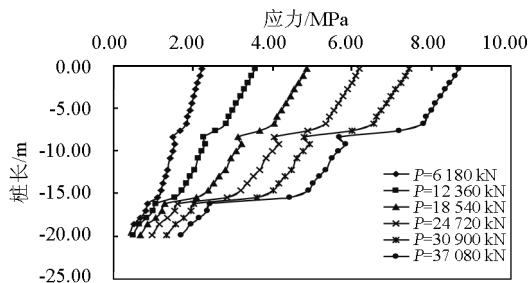 应力/MPa
0.00 2.00 4.00 6.00 8.00 10.00
0.00
-5.00
-10.00
-15.00
-20.00
-25.00
桩长/m
P=6 180 kN
P=12 360 kN
P=18 540 kN
P=24 720 kN
P=30 900 kN
P=37 080 kN